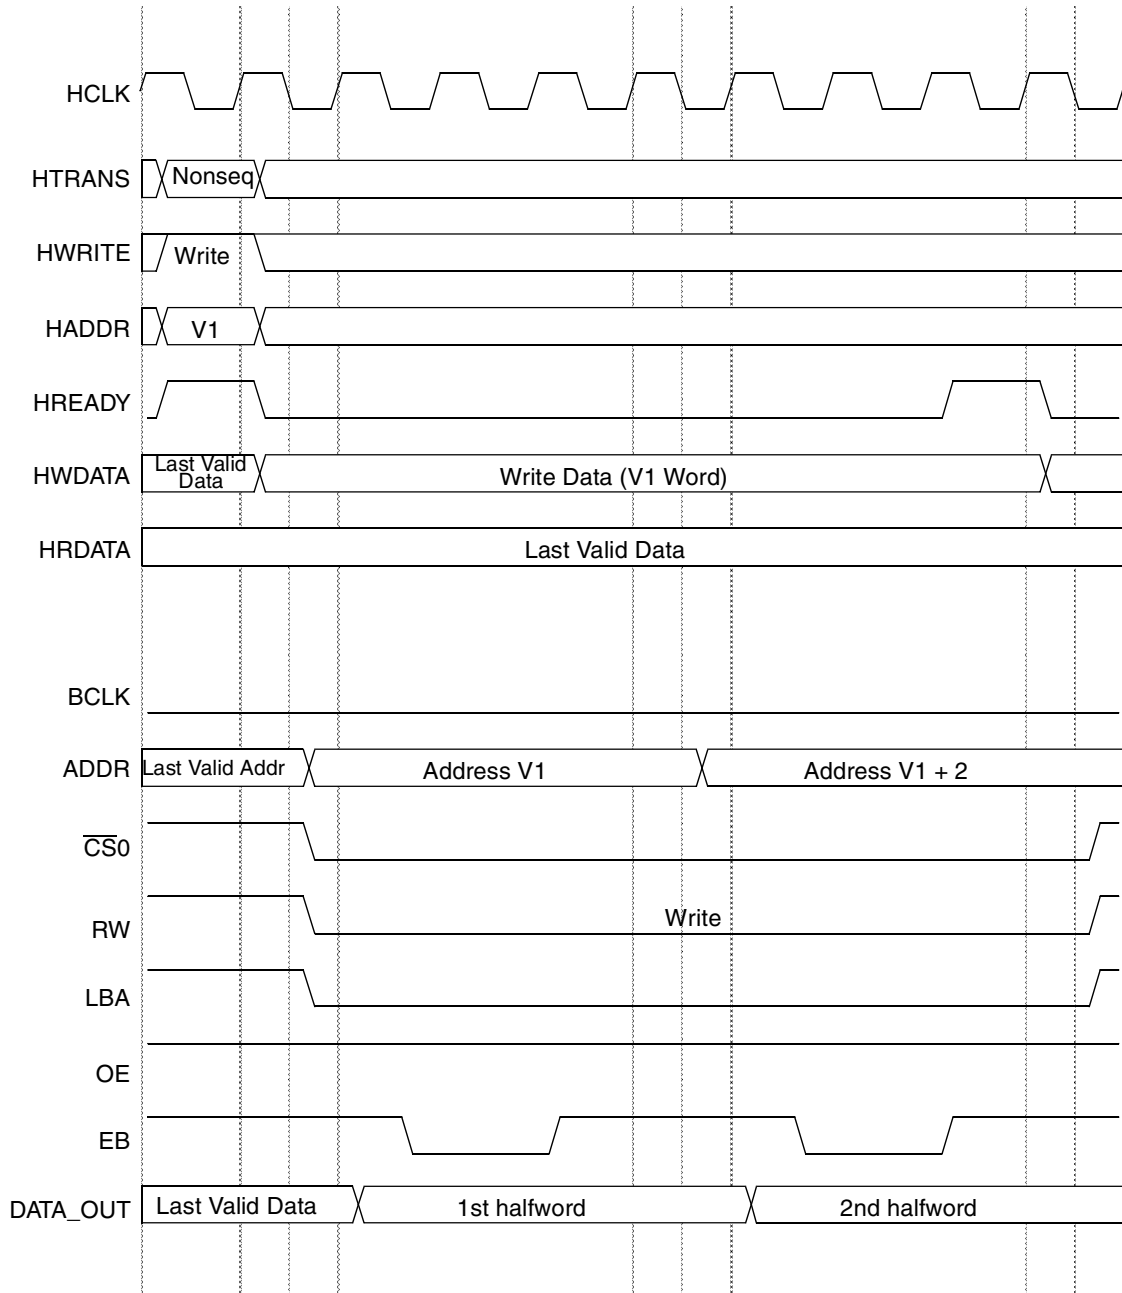 HCLK
HTRANS Nonseq
HWRITE Write
HADDR V1
HREADY
HWDATA Last Valid Data Write Data (V1 Word)
HRDATA Last Valid Data
BCLK
ADDR Last Valid Addr Address V1 Address V1 + 2
CS0
RW Write
LBA
OE
EB
DATA_OUT Last Valid Data 1st halfword 2nd halfword